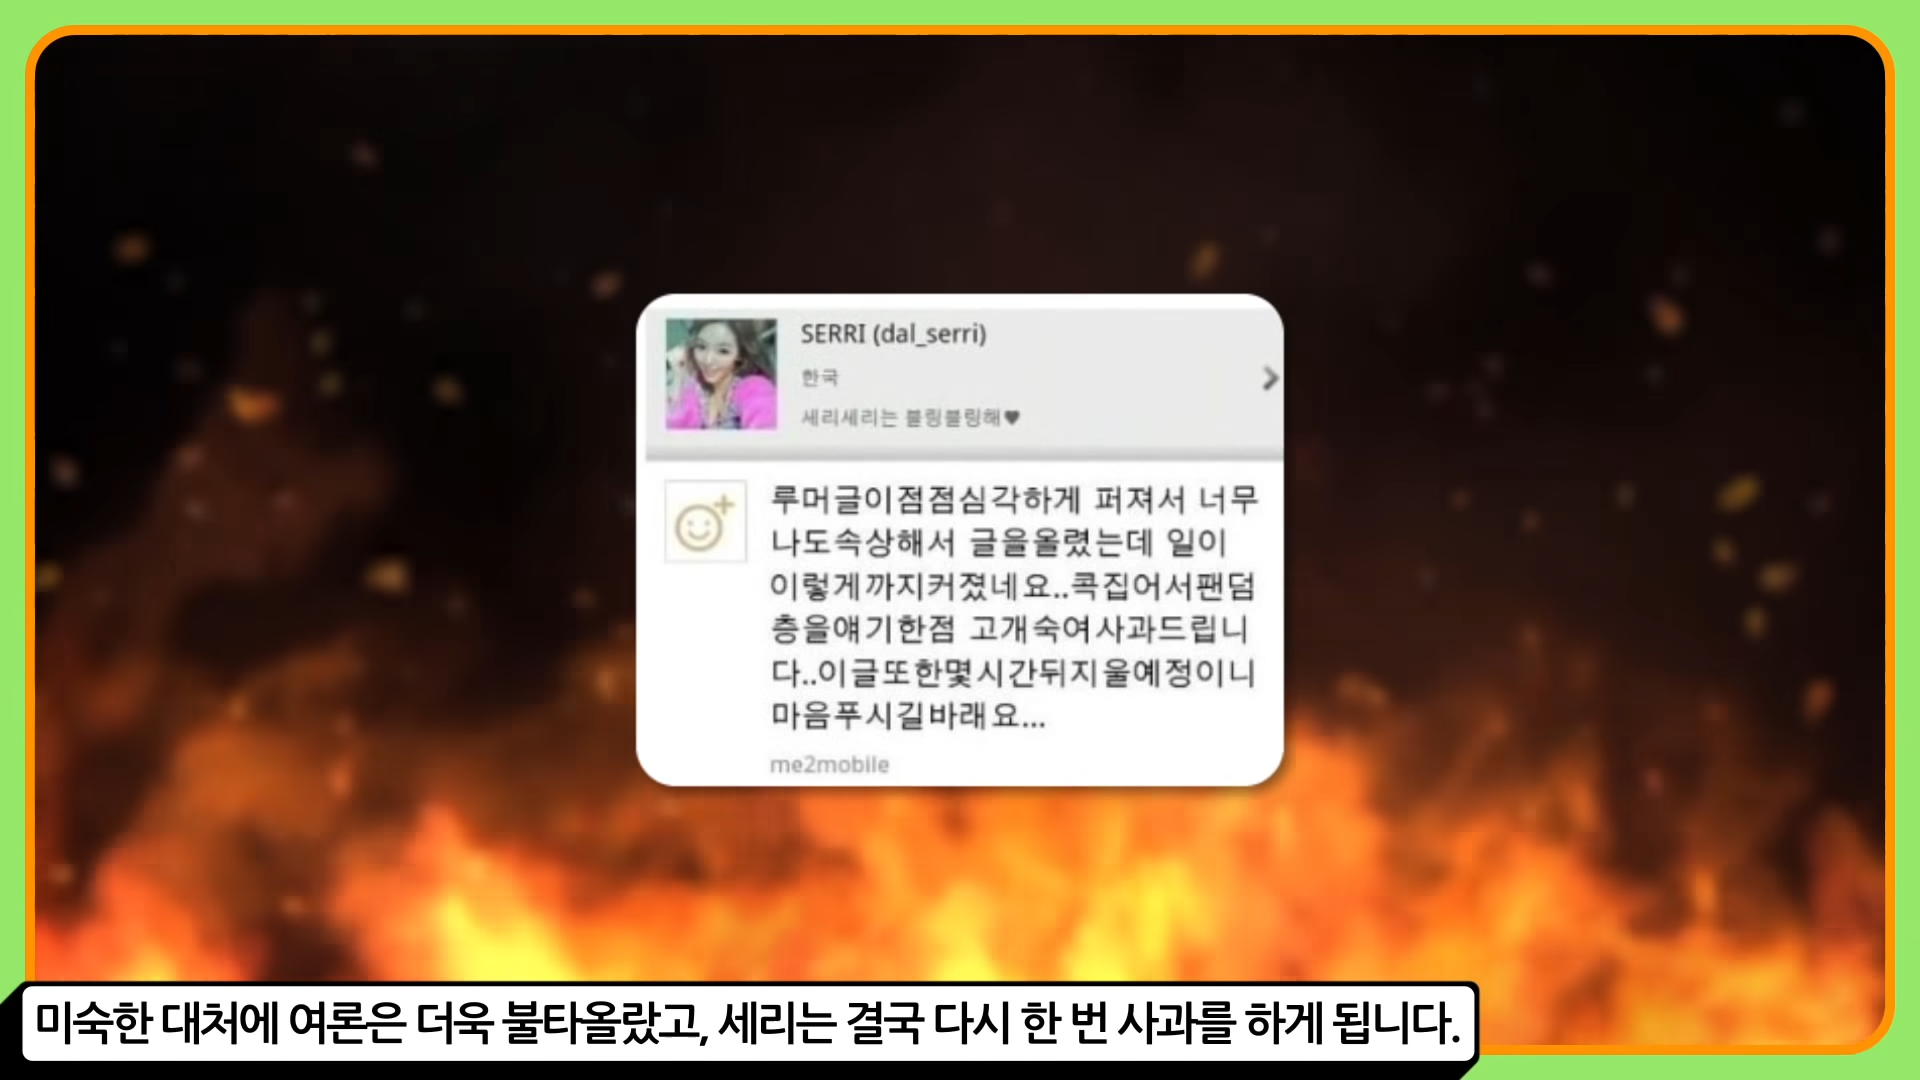 SERRI (dal_serri)
한국
세리세리는 블링블링해♥
루머글이점점심각하게 퍼져서 너무
나도속상해서 글을올렸는데 일이
이렇게까지커졌네요..콕집어서팬덤
층을얘기한점 고개숙여사과드립니
다..이글또한몇시간뒤지울예정이니
마음푸시길바래요...
me2mobile
미숙한 대처에 여론은 더욱 불타올랐고, 세리는 결국 다시 한 번 사과를 하게 됩니다.